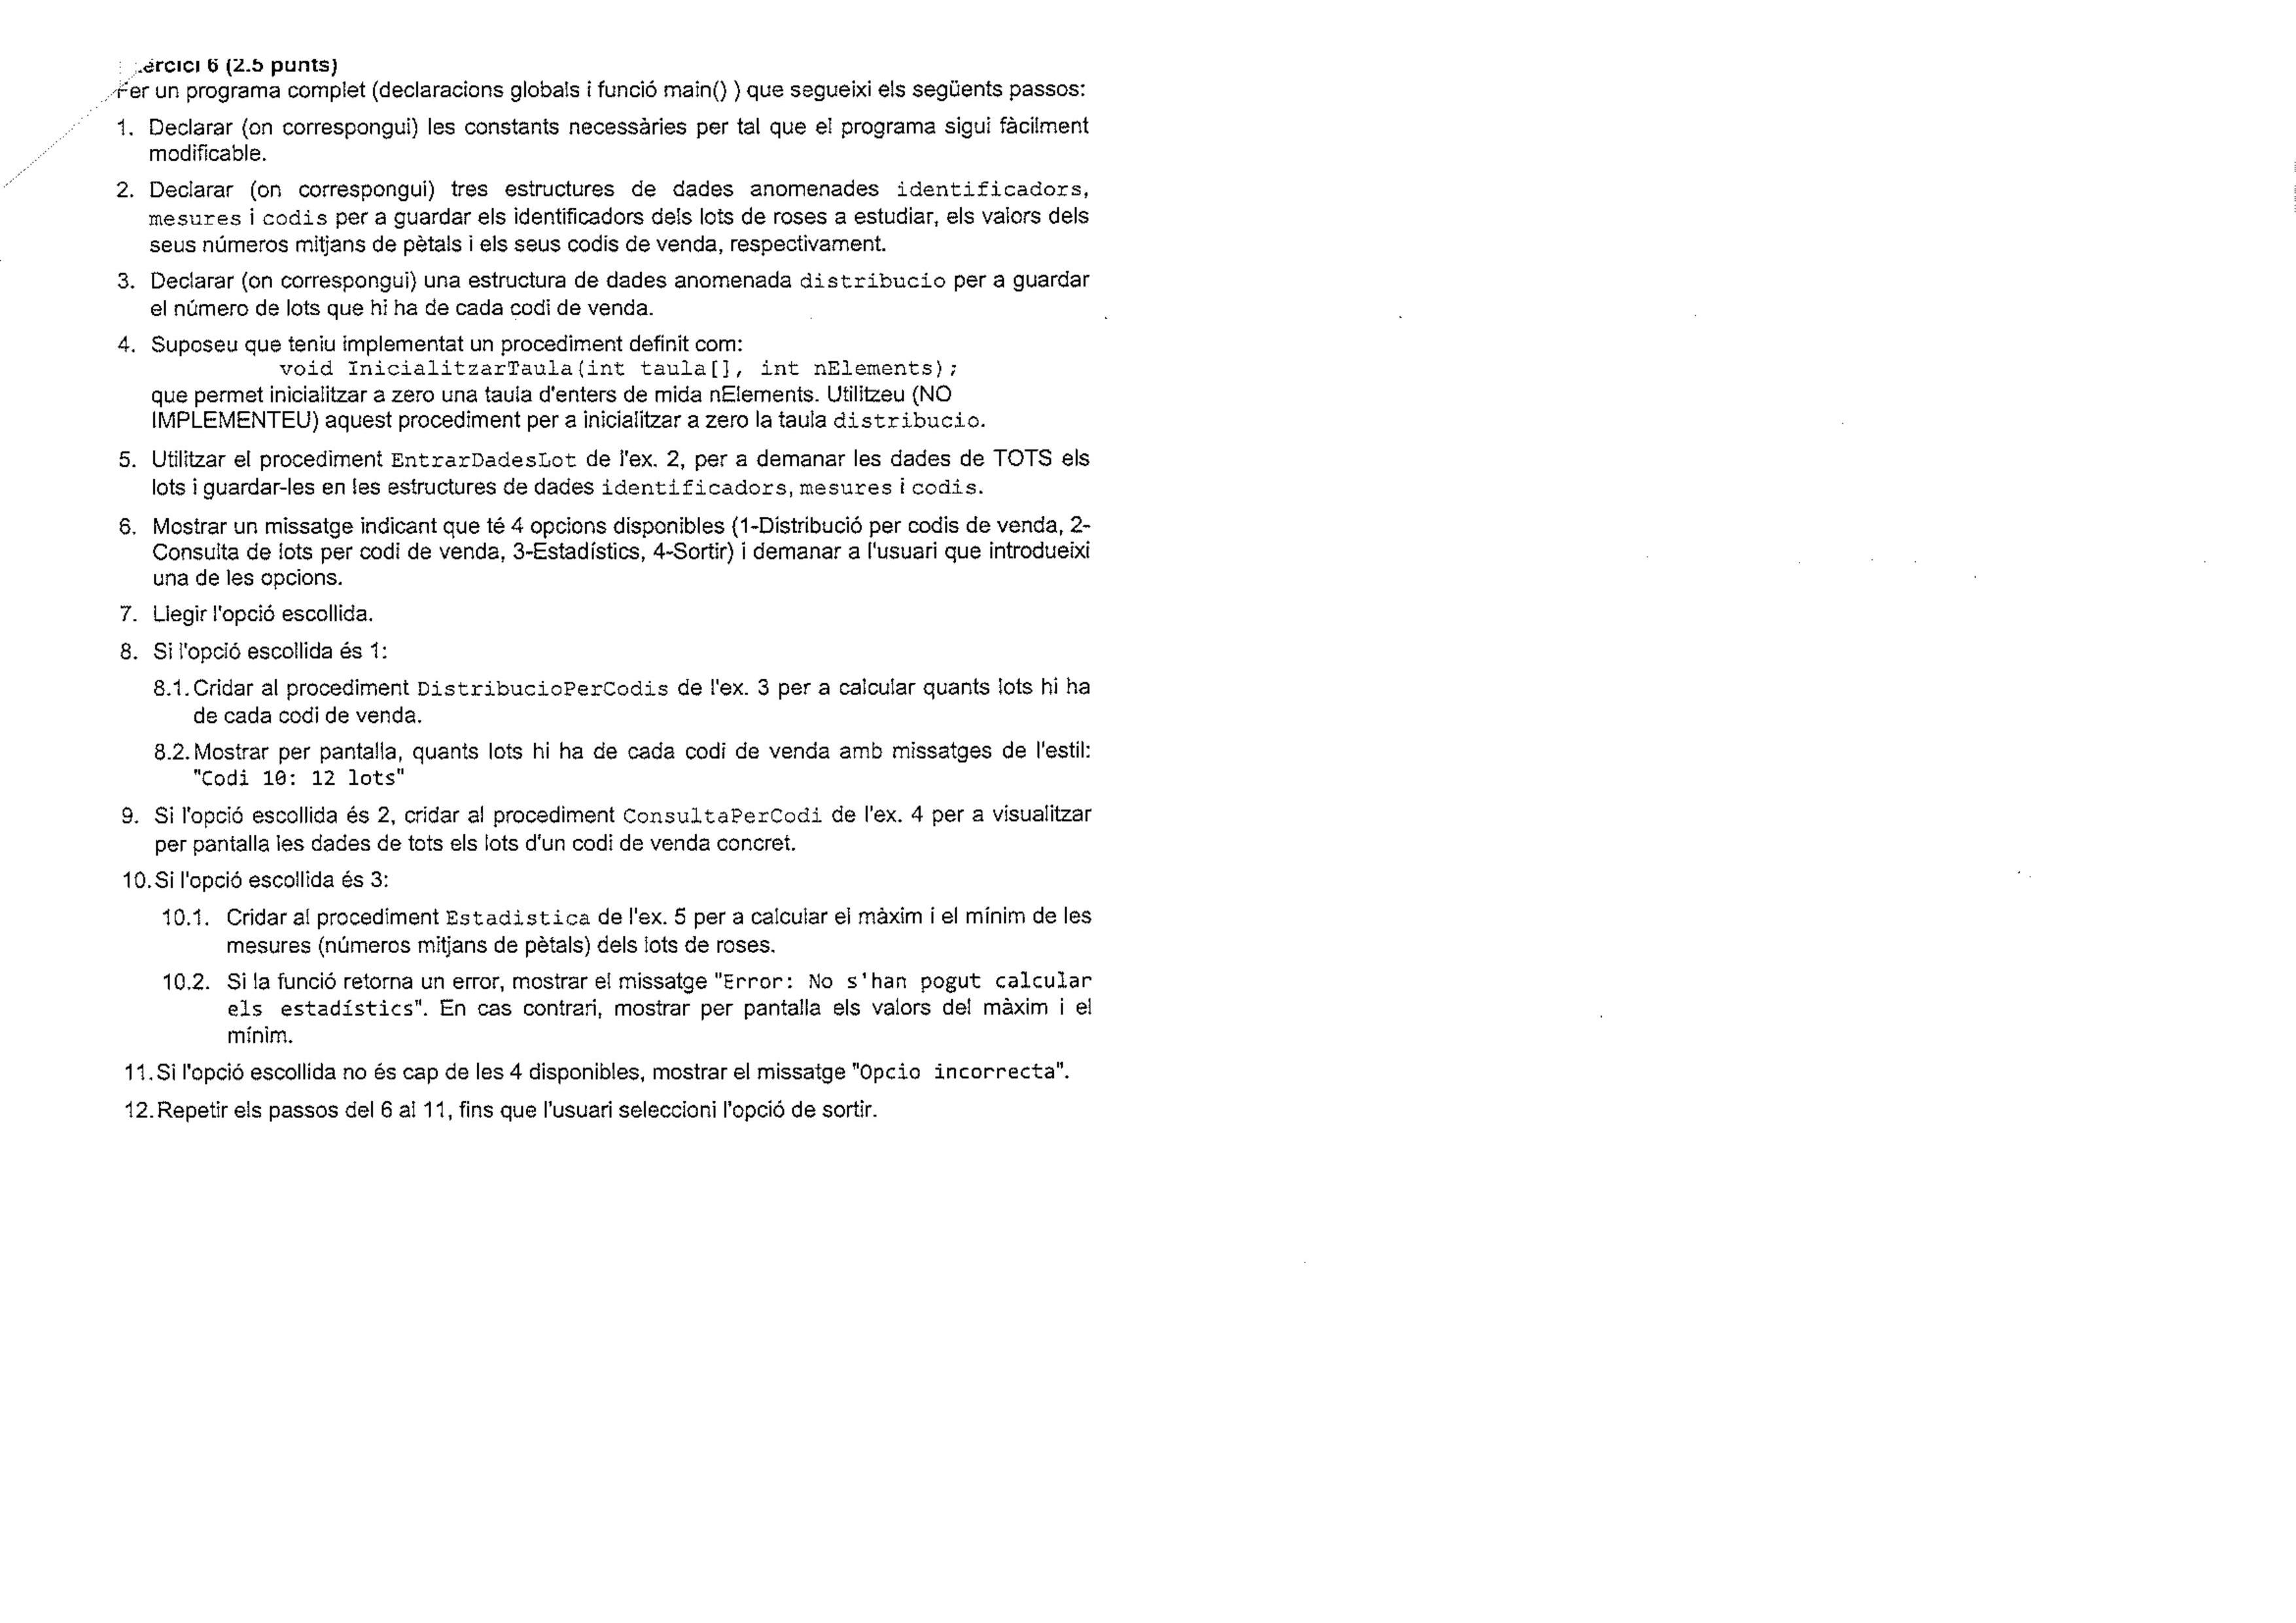 ercici 6 (2.5 punts)
Fer un programa complet (declaracions globals i funció main() ) que segueixi els següents passos:
1. Declarar (on correspongui) les constants necessàries per tal que el programa sigui fàcilment
modificable.
2. Declarar (on correspongui) tres estructures de dades anomenades identificadors,
mesures i codis per a guardar els identificadors dels lots de roses a estudiar, els valors dels
seus números mitjans de pètals i els seus codis de venda, respectivament.
3. Declarar (on correspongui) una estructura de dades anomenada distribucio per a guardar
el número de lots que hi ha de cada codi de venda.
4. Suposeu que teniu implementat un procediment definit com:
void InicialitzarTaula(int taula[], int nElements);
que permet inicialitzar a zero una taula d'enters de mida nElements. Utilitzeu (NO
IMPLEMENTEU) aquest procediment per a inicialitzar a zero la taula distribucio.
5. Utilitzar el procediment EntrarDadesLot de l'ex. 2, per a demanar les dades de TOTS els
lots i guardar-les en les estructures de dades identificadors, mesures i codis.
6. Mostrar un missatge indicant que té 4 opcions disponibles (1-Distribució per codis de venda, 2-
Consulta de lots per codi de venda, 3-Estadístics, 4-Sortir) i demanar a l'usuari que introdueixi
una de les opcions.
7. Llegir l'opció escollida.
8. Si l'opció escollida és 1:
8.1. Cridar al procediment DistribucioPerCodis de l'ex. 3 per a calcular quants lots hi ha
de cada codi de venda.
8.2. Mostrar per pantalla, quants lots hi ha de cada codi de venda amb missatges de l'estil:
"Codi 10: 12 lots"
9. Si l'opció escollida és 2, cridar al procediment ConsultaPerCodi de l'ex. 4 per a visualitzar
per pantalla les dades de tots els lots d'un codi de venda concret.
10. Si l'opció escollida és 3:
10.1. Cridar al procediment Estadistica de l'ex. 5 per a calcular el màxim i el mínim de les
mesures (números mitjans de pètals) dels lots de roses.
10.2. Si la funció retorna un error, mostrar el missatge "Error: No s'han pogut calcular
els estadístics". En cas contrari, mostrar per pantalla els valors del màxim i el
mínim.
11. Si l'opció escollida no és cap de les 4 disponibles, mostrar el missatge "Opcio incorrecta".
12. Repetir els passos del 6 al 11, fins que l'usuari seleccioni l'opció de sortir.